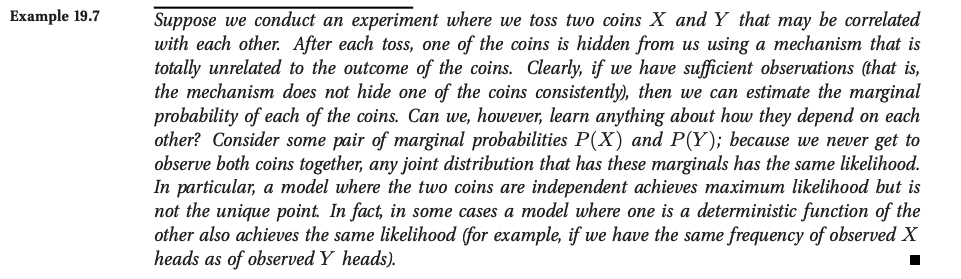 Example 19.7
Suppose we conduct an experiment where we toss two coins X and Y that may be correlated
with each other. After each toss, one of the coins is hidden from us using a mechanism that is
totally unrelated to the outcome of the coins. Clearly, if we have sufficient observations (that is,
the mechanism does not hide one of the coins consistently), then we can estimate the marginal
probability of each of the coins. Can we, however, learn anything about how they depend on each
other? Consider some pair of marginal probabilities P(X) and P(Y); because we never get to
observe both coins together, any joint distribution that has these marginals has the same likelihood.
In particular, a model where the two coins are independent achieves maximum likelihood but is
not the unique point. In fact, in some cases a model where one is a deterministic function of the
other also achieves the same likelihood (for example, if we have the same frequency of observed X
heads as of observed Y heads).